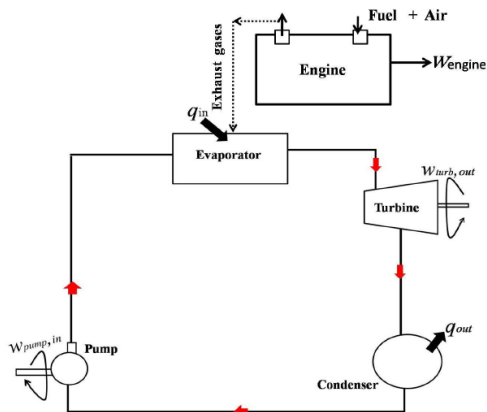 Fuel + Air
Exhaust gases
Engine
Wengine
qin
Evaporator
Wturb, out
Turbine
qout
Wpump, in
Pump
Condenser